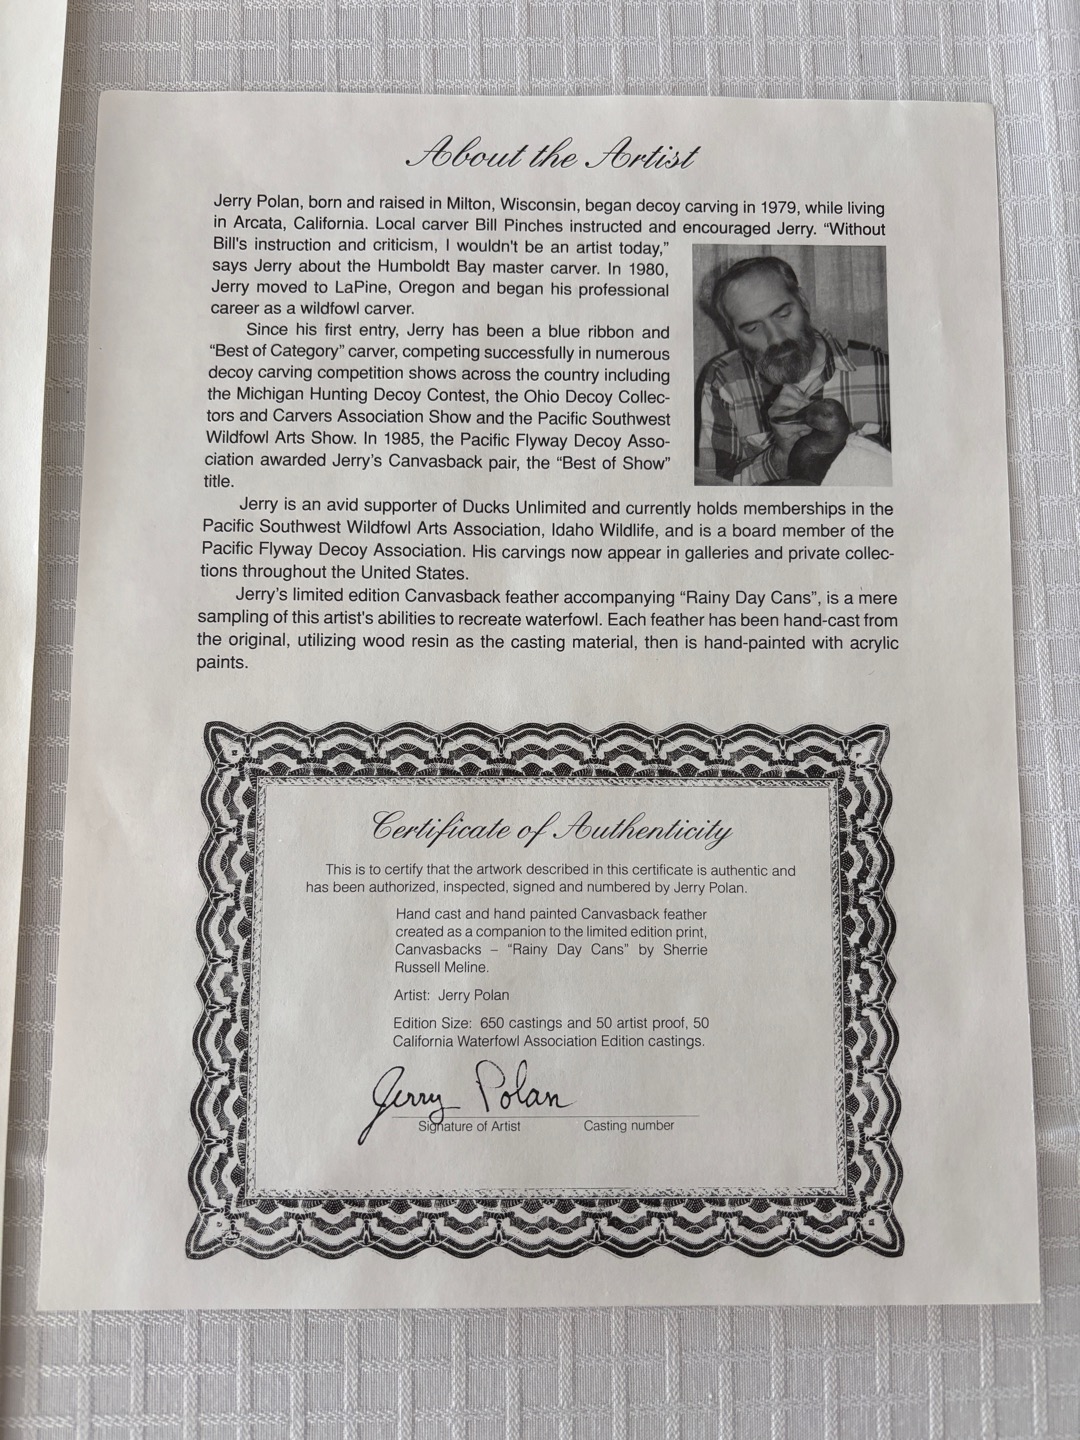 About the Artist
Jerry Polan, born and raised in Milton, Wisconsin, began decoy carving in 1979, while living
in Arcata, California. Local carver Bill Pinches instructed and encouraged Jerry. “Without
Bill's instruction and criticism, I wouldn't be an artist today,”
says Jerry about the Humboldt Bay master carver. In 1980,
Jerry moved to LaPine, Oregon and began his professional
career as a wildfowl carver.
Since his first entry, Jerry has been a blue ribbon and
“Best of Category” carver, competing successfully in numerous
decoy carving competition shows across the country including
the Michigan Hunting Decoy Contest, the Ohio Decoy Collec-
tors and Carvers Association Show and the Pacific Southwest
Wildfowl Arts Show. In 1985, the Pacific Flyway Decoy Asso-
ciation awarded Jerry's Canvasback pair, the “Best of Show”
title.
Jerry is an avid supporter of Ducks Unlimited and currently holds memberships in the
Pacific Southwest Wildfowl Arts Association, Idaho Wildlife, and is a board member of the
Pacific Flyway Decoy Association. His carvings now appear in galleries and private collec-
tions throughout the United States.
Jerry's limited edition Canvasback feather accompanying “Rainy Day Cans”, is a mere
sampling of this artist's abilities to recreate waterfowl. Each feather has been hand-cast from
the original, utilizing wood resin as the casting material, then is hand-painted with acrylic
paints.
Certificate of Authenticity
This is to certify that the artwork described in this certificate is authentic and
has been authorized, inspected, signed and numbered by Jerry Polan.
Hand cast and hand painted Canvasback feather
created as a companion to the limited edition print,
Canvasbacks – “Rainy Day Cans” by Sherrie
Russell Meline.
Artist: Jerry Polan
Edition Size: 650 castings and 50 artist proof, 50
California Waterfowl Association Edition castings.
Jerry Polan
Signature of Artist Casting number